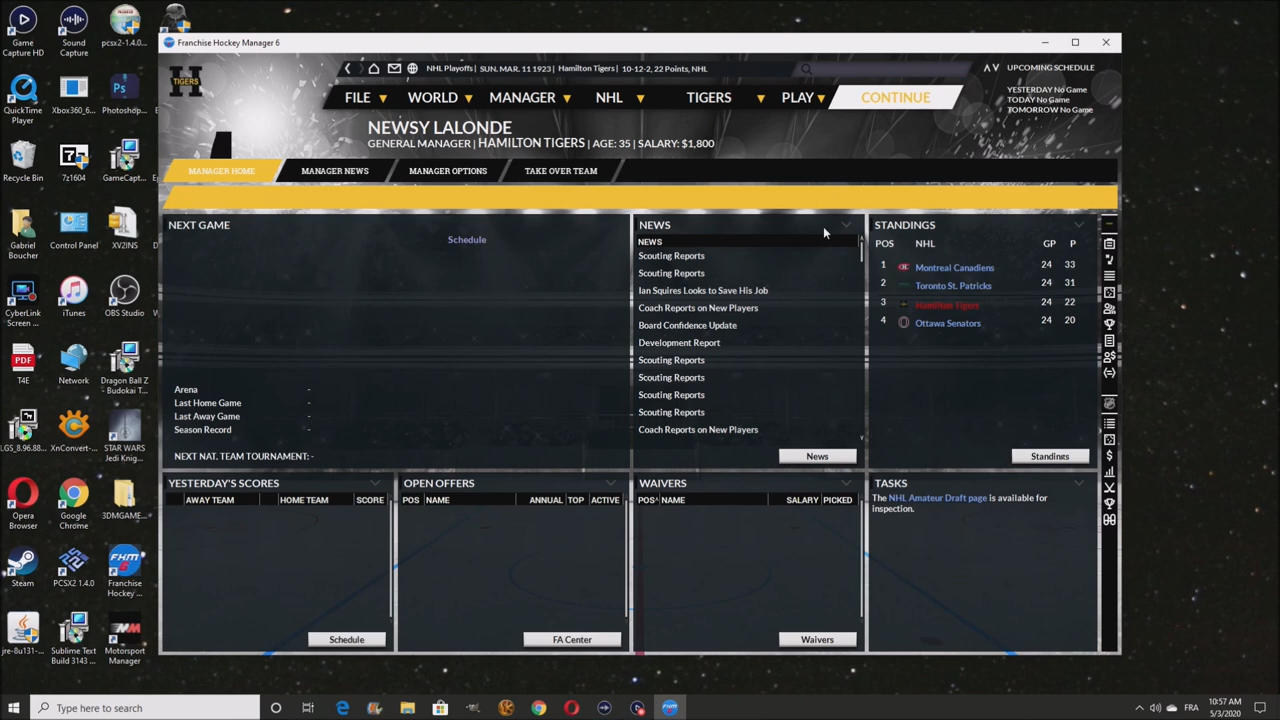 Game Capture HD
Sound Capture
pcsx2-1.4.0...
QuickTime Player
Xbox360_6...
Photoshop...
Recycle Bin
7z1604
GameCapt...
Gabriel Boucher
Control Panel
XV2INS
CyberLink Screen ...
iTunes
OBS Studio
T4E
Network
Dragon Ball Z - Budokai T...
LGS_8.96.88...
XnConvert-...
STAR WARS Jedi Knig...
Opera Browser
Google Chrome
3DMGAME...
Steam
PCSX2 1.4.0
Franchise Hockey ...
jre-8u131-...
Sublime Text Build 3143 ...
Motorsport Manager
Franchise Hockey Manager 6
TIGERS
NHL Playoffs | SUN. MAR. 11 1923 | Hamilton Tigers | 10-12-2, 22 Points, NHL
UPCOMING SCHEDULE
YESTERDAY No Game
TODAY No Game
TOMORROW No Game
FILE WORLD MANAGER NHL TIGERS PLAY CONTINUE
NEWSY LALONDE
GENERAL MANAGER | HAMILTON TIGERS | AGE: 35 | SALARY: $1,800
MANAGER HOME MANAGER NEWS MANAGER OPTIONS TAKE OVER TEAM
NEXT GAME
Schedule
Arena -
Last Home Game -
Last Away Game -
Season Record -
NEXT NAT. TEAM TOURNAMENT: -
NEWS
NEWS
Scouting Reports
Scouting Reports
Ian Squires Looks to Save His Job
Coach Reports on New Players
Board Confidence Update
Development Report
Scouting Reports
Scouting Reports
Scouting Reports
Scouting Reports
Coach Reports on New Players
News
STANDINGS
POS NHL GP P
1 Montreal Canadiens 24 33
2 Toronto St. Patricks 24 31
3 Hamilton Tigers 24 22
4 Ottawa Senators 24 20
Standings
YESTERDAY'S SCORES
AWAY TEAM HOME TEAM SCORE
Schedule
OPEN OFFERS
POS NAME ANNUAL TOP ACTIVE
FA Center
WAIVERS
POS^ NAME SALARY PICKED
Waivers
TASKS
The NHL Amateur Draft page is available for
inspection.
Type here to search
FRA
10:57 AM
5/3/2020